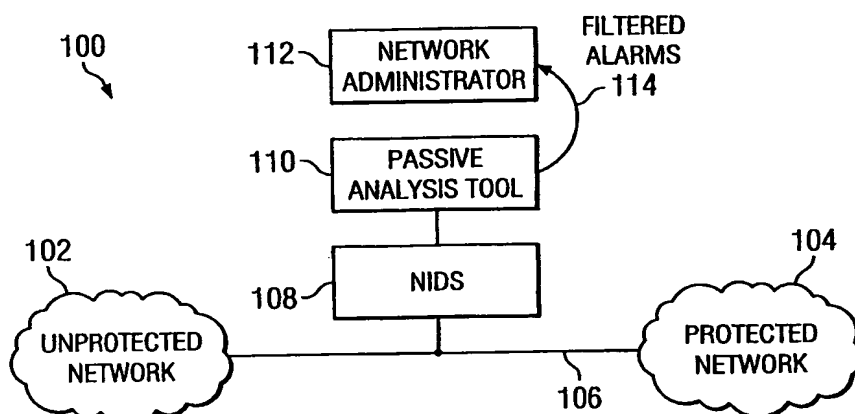 100
112
NETWORK
ADMINISTRATOR
FILTERED
ALARMS
114
110
PASSIVE
ANALYSIS TOOL
102
108
NIDS
104
UNPROTECTED
NETWORK
PROTECTED
NETWORK
106